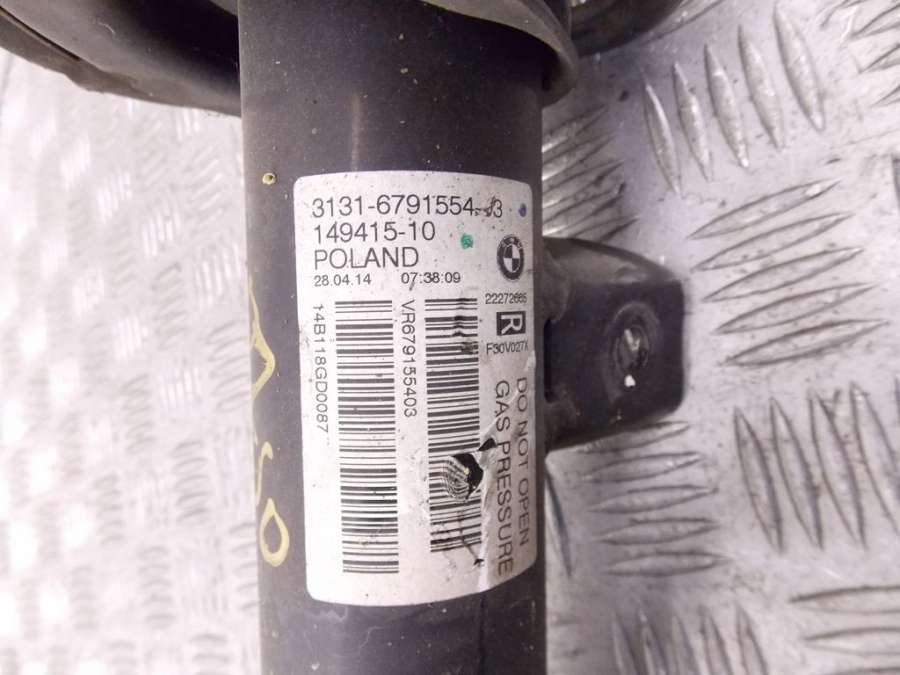 3131-6791554-J3
149415-10
POLAND
28.04.14 07:38:09
22272665
R
F30V027X
14B118GD0087
VR679155403
DO NOT OPEN
GAS PRESSURE